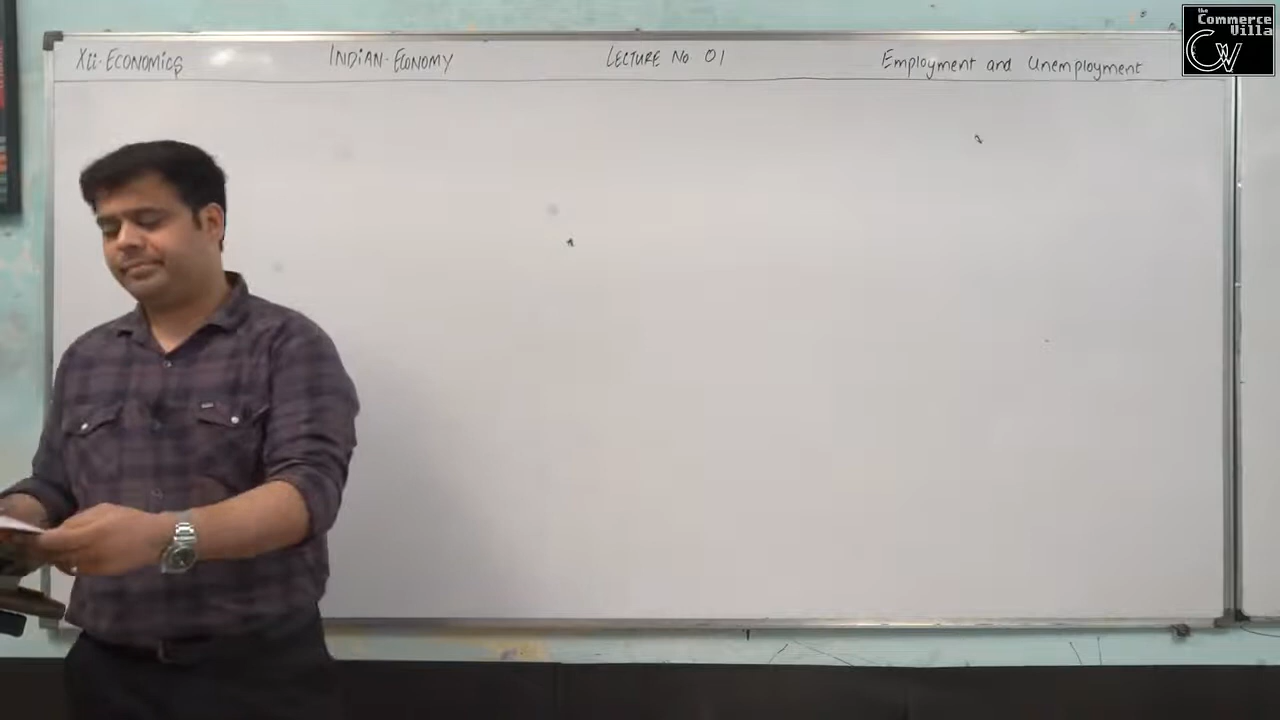 XII-ECONOMICS
INDIAN-ECONOMY
LECTURE NO 01
Employment and Unemployment
the
Commerce
Villa
CV